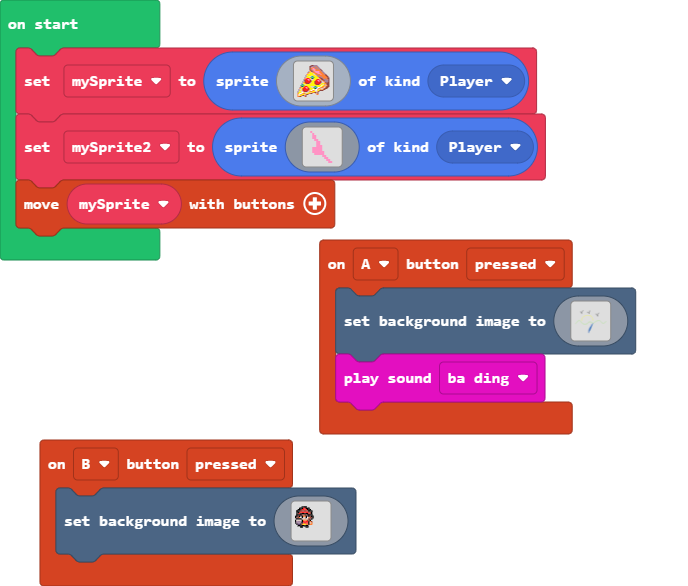 on start
set mySprite to sprite of kind Player
set mySprite2 to sprite of kind Player
move mySprite with buttons
on A button pressed
set background image to
play sound ba ding
on B button pressed
set background image to